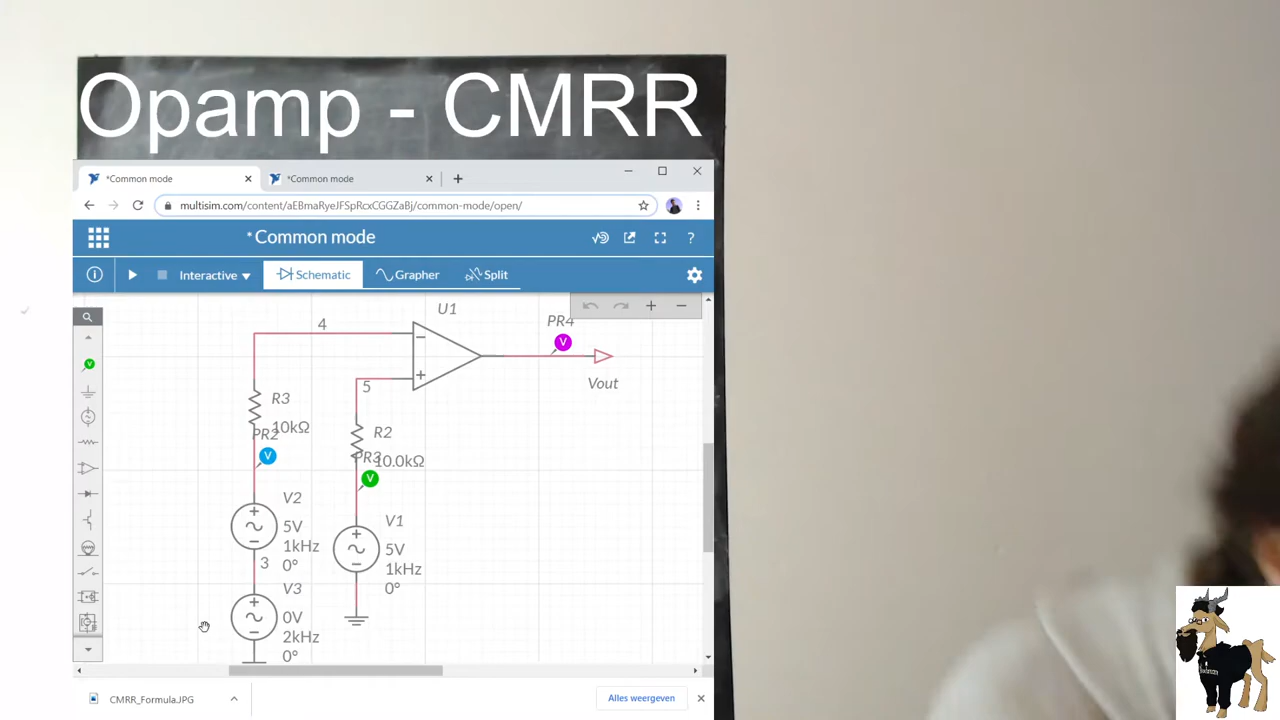 Opamp - CMRR
*Common mode
*Common mode
multisim.com/content/aEBmaRyeJFSpRcxCGGZaBj/common-mode/open/
* Common mode
?
Interactive
Schematic
Grapher
Split
U1
4
PR4
V
Vout
5
R3
10kΩ
PR2
V
R2
10.0kΩ
PR3
V
V2
5V
1kHz
0°
V1
5V
1kHz
0°
3
V3
0V
2kHz
0°
CMRR_Formula.JPG
Alles weergeven